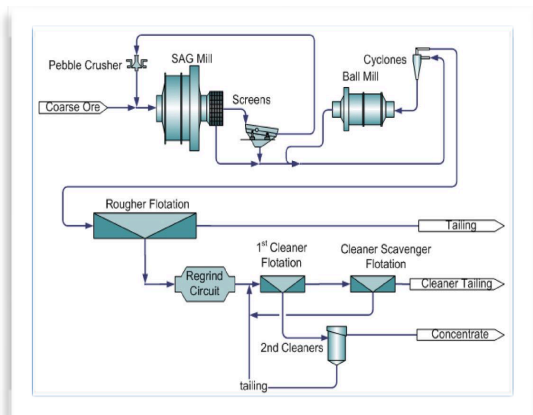 SAG Mill
Pebble Crusher
Cyclones
Ball Mill
Coarse Ore
Screens
Rougher Flotation
Tailing
1st Cleaner
Flotation
Cleaner Scavenger
Flotation
Regrind
Circuit
Cleaner Tailing
Concentrate
2nd Cleaners
tailing